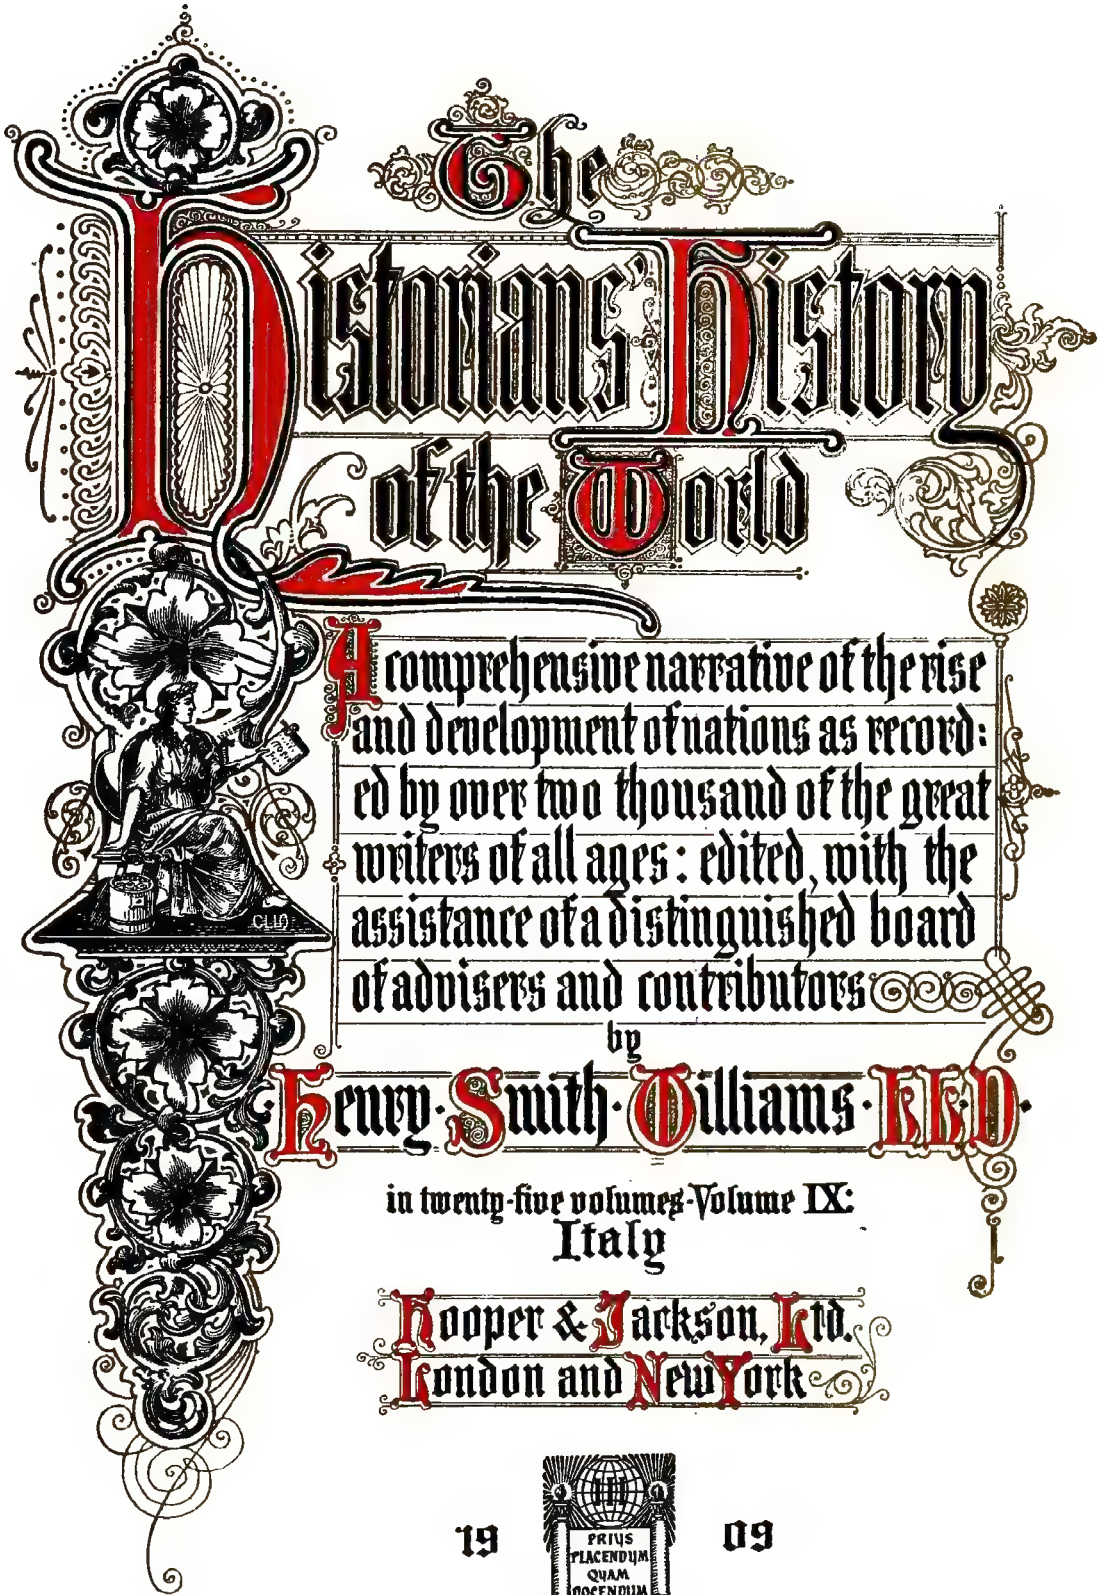 The
Historians' History
of the World
A comprehensive narrative of the rise
and development of nations as record:
ed by over two thousand of the great
writers of all ages: edited, with the
assistance of a distinguished board
of advisers and contributors
by
Henry · Smith · Williams · LL.D.
in twenty-five volumes-Volume IX:
Italy
Hooper & Jackson, Ltd.
London and New York
19 09
PRIUS
PLACENDUM
QUAM
DOCENDUM
CLIO